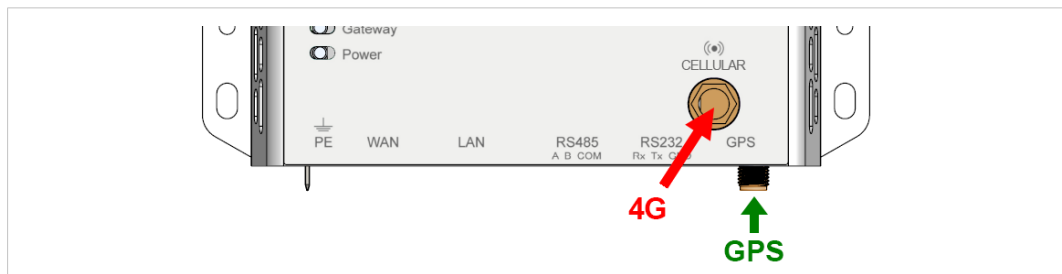 Gateway
Power
CELLULAR
PE WAN LAN RS485 RS232 GPS
A B COM Rx Tx
4G
GPS